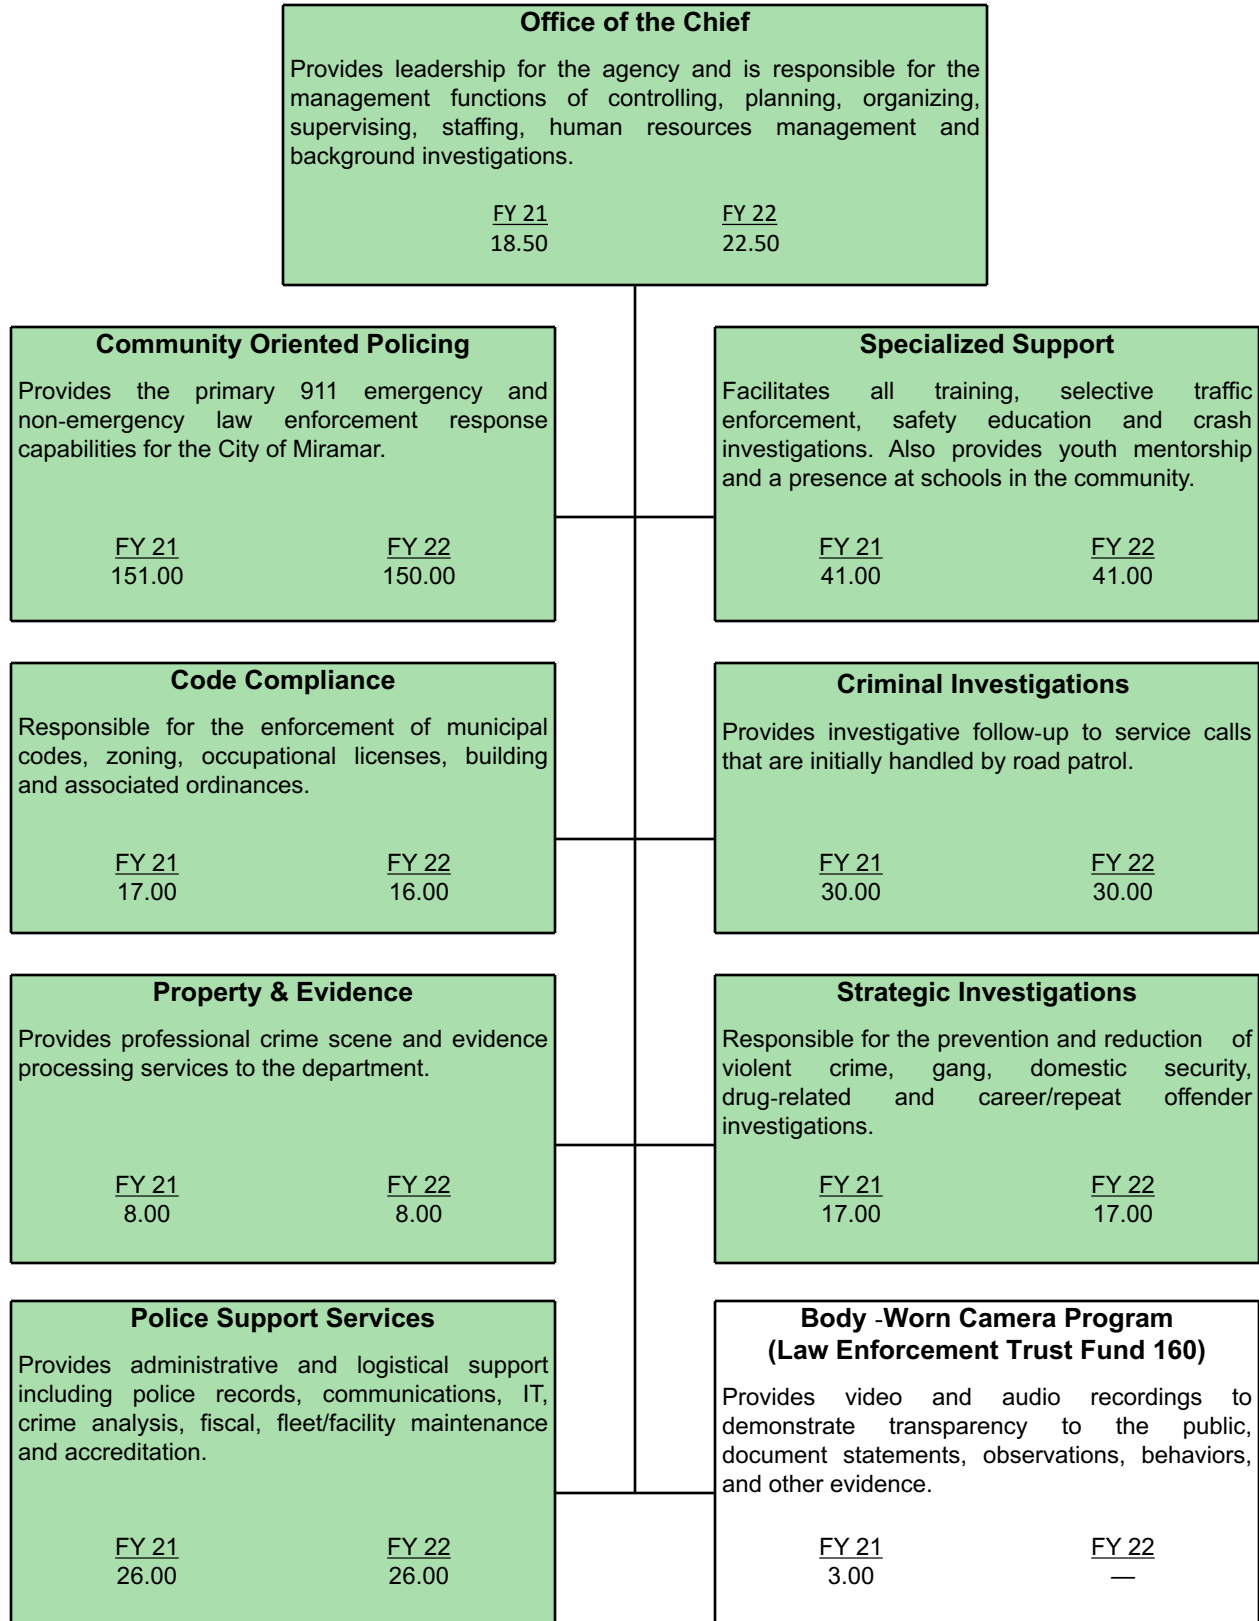 Office of the Chief
Provides leadership for the agency and is responsible for the
management functions of controlling, planning, organizing,
supervising, staffing, human resources management and
background investigations.
FY 21 FY 22
18.50 22.50
Community Oriented Policing
Provides the primary 911 emergency and
non-emergency law enforcement response
capabilities for the City of Miramar.
FY 21 FY 22
151.00 150.00
Specialized Support
Facilitates all training, selective traffic
enforcement, safety education and crash
investigations. Also provides youth mentorship
and a presence at schools in the community.
FY 21 FY 22
41.00 41.00
Code Compliance
Responsible for the enforcement of municipal
codes, zoning, occupational licenses, building
and associated ordinances.
FY 21 FY 22
17.00 16.00
Criminal Investigations
Provides investigative follow-up to service calls
that are initially handled by road patrol.
FY 21 FY 22
30.00 30.00
Property & Evidence
Provides professional crime scene and evidence
processing services to the department.
FY 21 FY 22
8.00 8.00
Strategic Investigations
Responsible for the prevention and reduction of
violent crime, gang, domestic security,
drug-related and career/repeat offender
investigations.
FY 21 FY 22
17.00 17.00
Police Support Services
Provides administrative and logistical support
including police records, communications, IT,
crime analysis, fiscal, fleet/facility maintenance
and accreditation.
FY 21 FY 22
26.00 26.00
Body -Worn Camera Program
(Law Enforcement Trust Fund 160)
Provides video and audio recordings to
demonstrate transparency to the public,
document statements, observations, behaviors,
and other evidence.
FY 21 FY 22
3.00 —